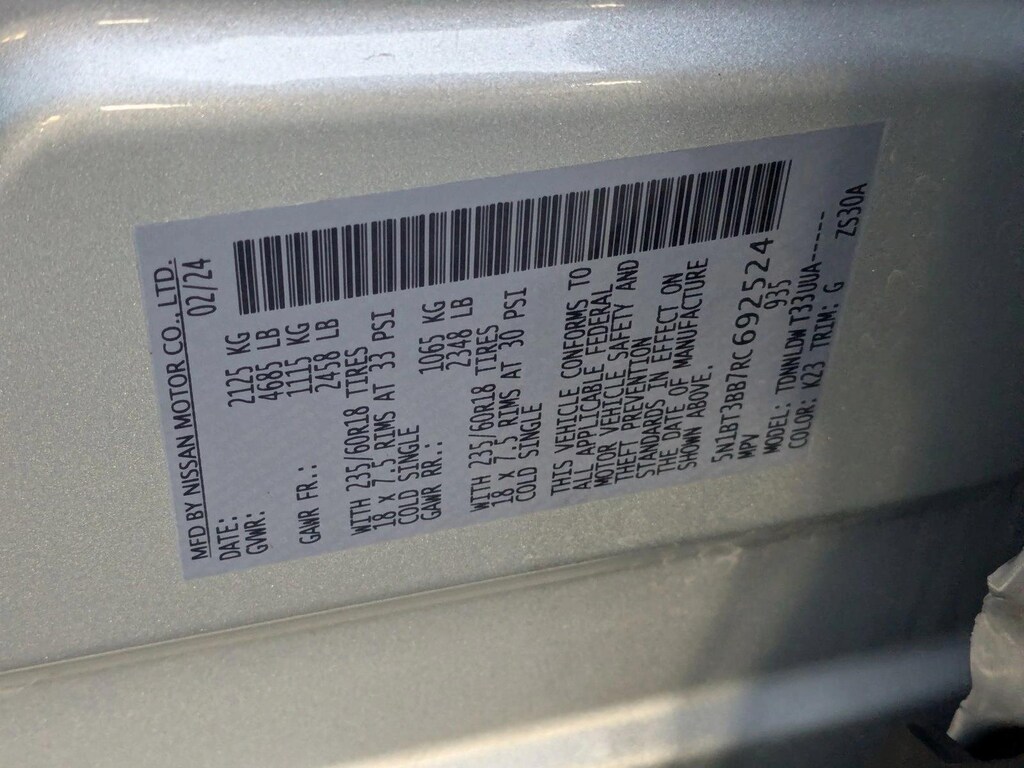 MFD BY NISSAN MOTOR CO., LTD.
DATE: 02/24
GVWR: 2125 KG
4685 LB
GAWR FR.: 1115 KG
2458 LB
WITH 235/60R18 TIRES
18 X 7.5 RIMS AT 33 PSI
COLD SINGLE
GAWR RR.: 1065 KG
2348 LB
WITH 235/60R18 TIRES
18 X 7.5 RIMS AT 30 PSI
COLD SINGLE
THIS VEHICLE CONFORMS TO
ALL APPLICABLE FEDERAL
MOTOR VEHICLE SAFETY AND
THEFT PREVENTION
STANDARDS IN EFFECT ON
THE DATE OF MANUFACTURE
SHOWN ABOVE.
5N1BT3BB7RC692524
MPV 935
MODEL: TDNNLDW T33UUA------
COLOR: K23 TRIM: G ZS30A